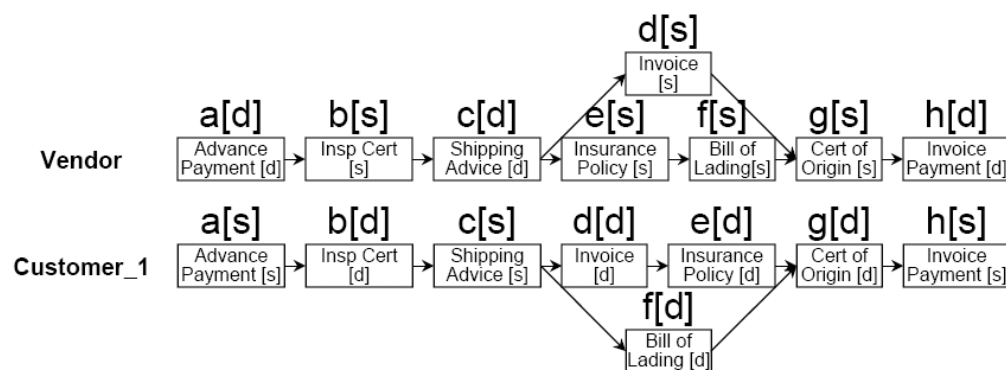 d[s]
Invoice
[s]
a[d] b[s] c[d] e[s] f[s] g[s] h[d]
Vendor
Advance
Payment [d]
Insp Cert
[s]
Shipping
Advice [d]
Insurance
Policy [s]
Bill of
Lading[s]
Cert of
Origin [s]
Invoice
Payment [d]
a[s] b[d] c[s] d[d] e[d] g[d] h[s]
Customer_1
Advance
Payment [s]
Insp Cert
[d]
Shipping
Advice [s]
Invoice
[d]
Insurance
Policy [d]
Cert of
Origin [d]
Invoice
Payment [s]
f[d]
Bill of
Lading [d]